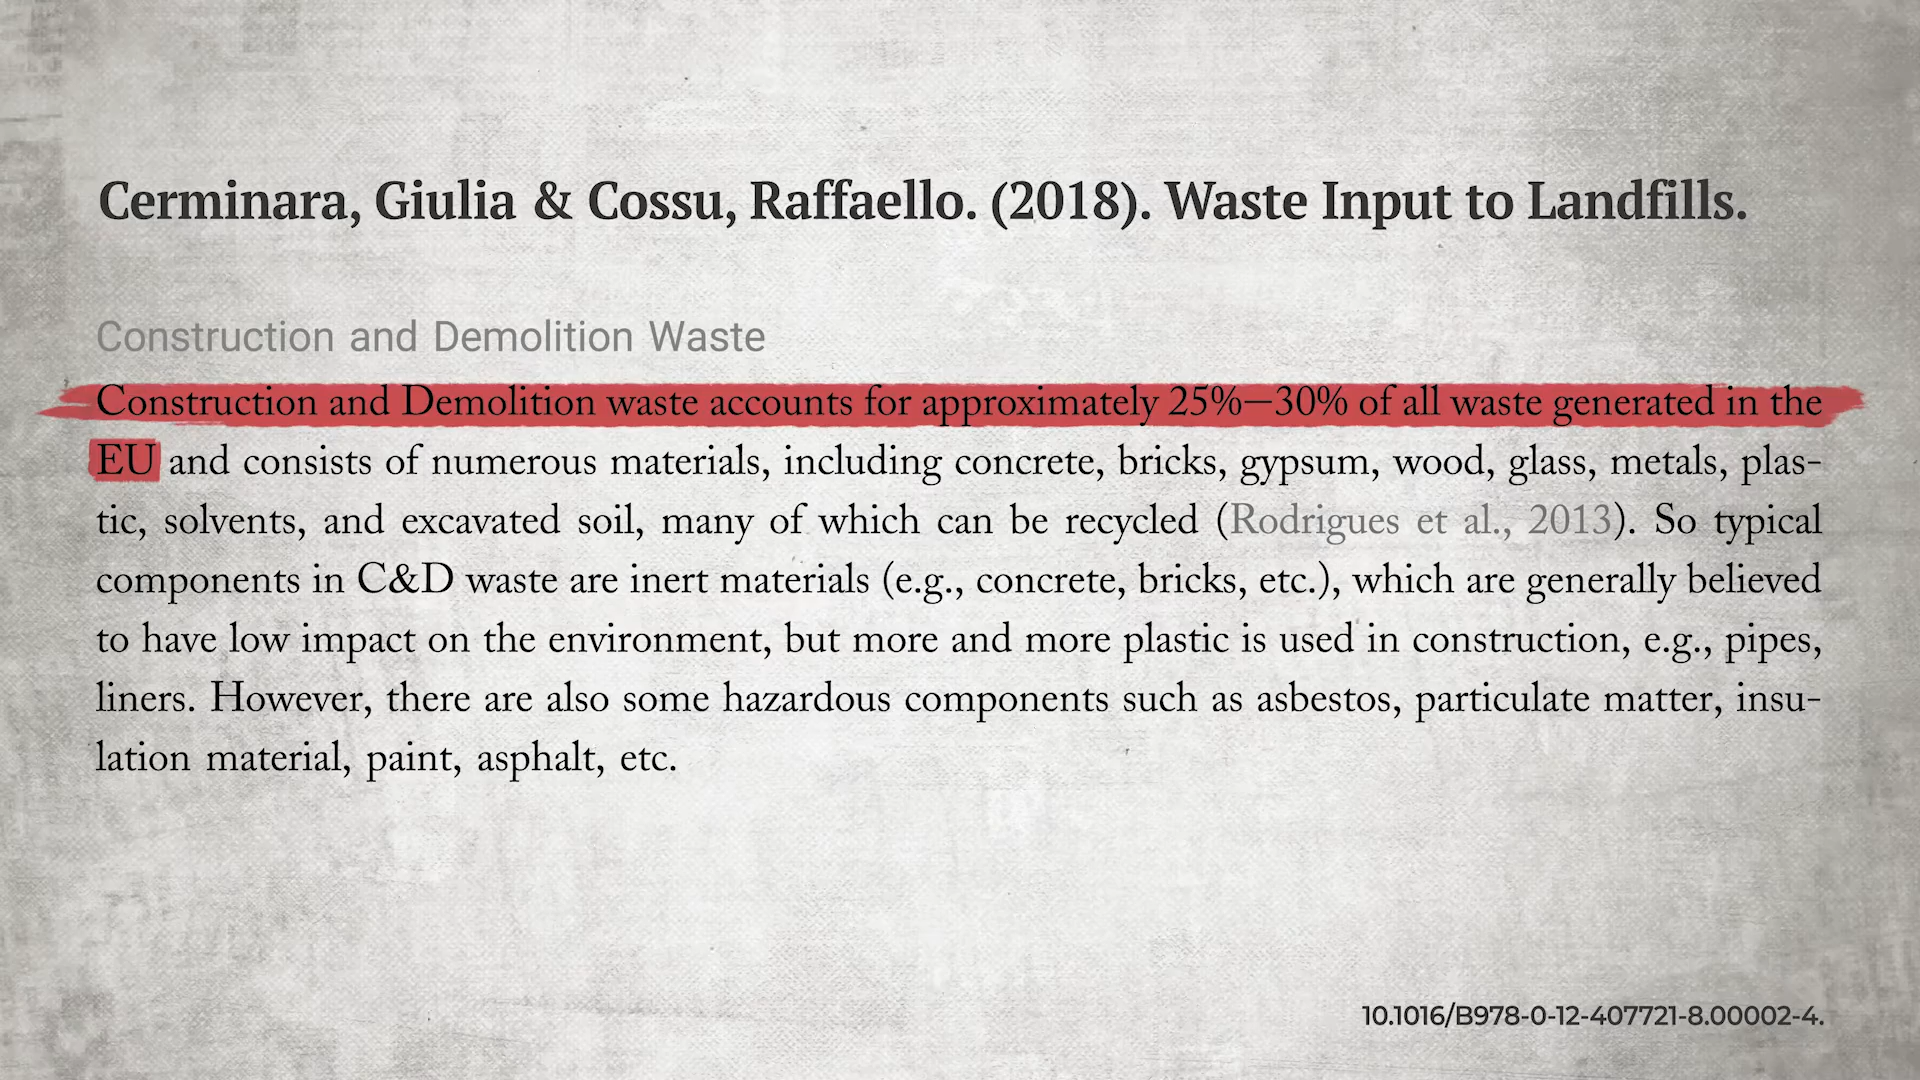 Cerminara, Giulia & Cossu, Raffaello. (2018). Waste Input to Landfills.
Construction and Demolition Waste
Construction and Demolition waste accounts for approximately 25%–30% of all waste generated in the
EU and consists of numerous materials, including concrete, bricks, gypsum, wood, glass, metals, plas-
tic, solvents, and excavated soil, many of which can be recycled (Rodrigues et al., 2013). So typical
components in C&D waste are inert materials (e.g., concrete, bricks, etc.), which are generally believed
to have low impact on the environment, but more and more plastic is used in construction, e.g., pipes,
liners. However, there are also some hazardous components such as asbestos, particulate matter, insu-
lation material, paint, asphalt, etc.
10.1016/B978-0-12-407721-8.00002-4.